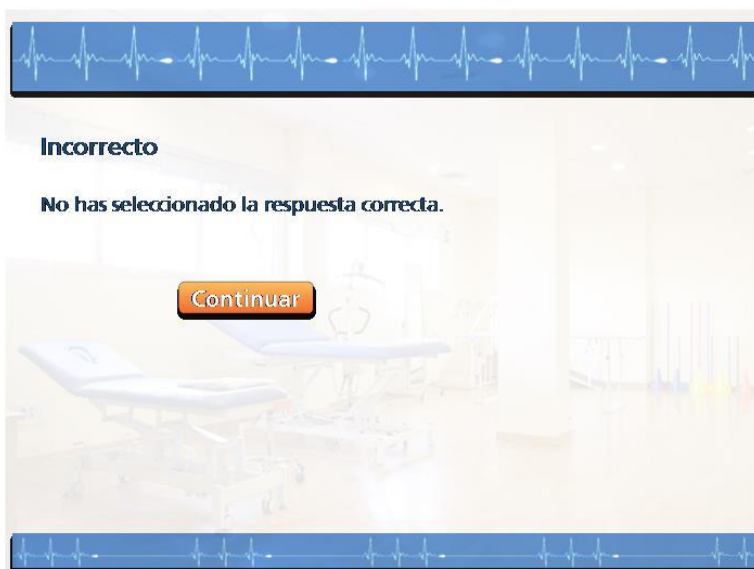 Incorrecto
No has seleccionado la respuesta correcta.
Continuar